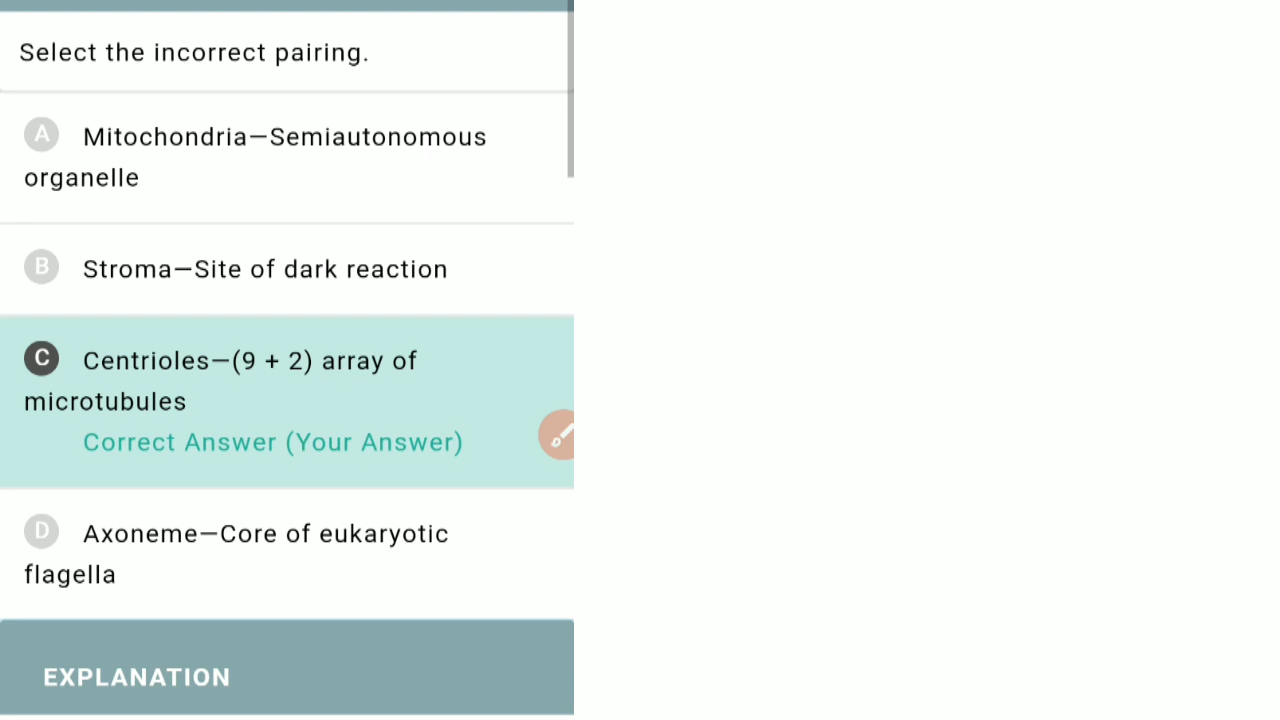 Select the incorrect pairing.
A Mitochondria—Semiautonomous
organelle
B Stroma—Site of dark reaction
C Centrioles—(9 + 2) array of
microtubules
Correct Answer (Your Answer)
D Axoneme—Core of eukaryotic
flagella
EXPLANATION